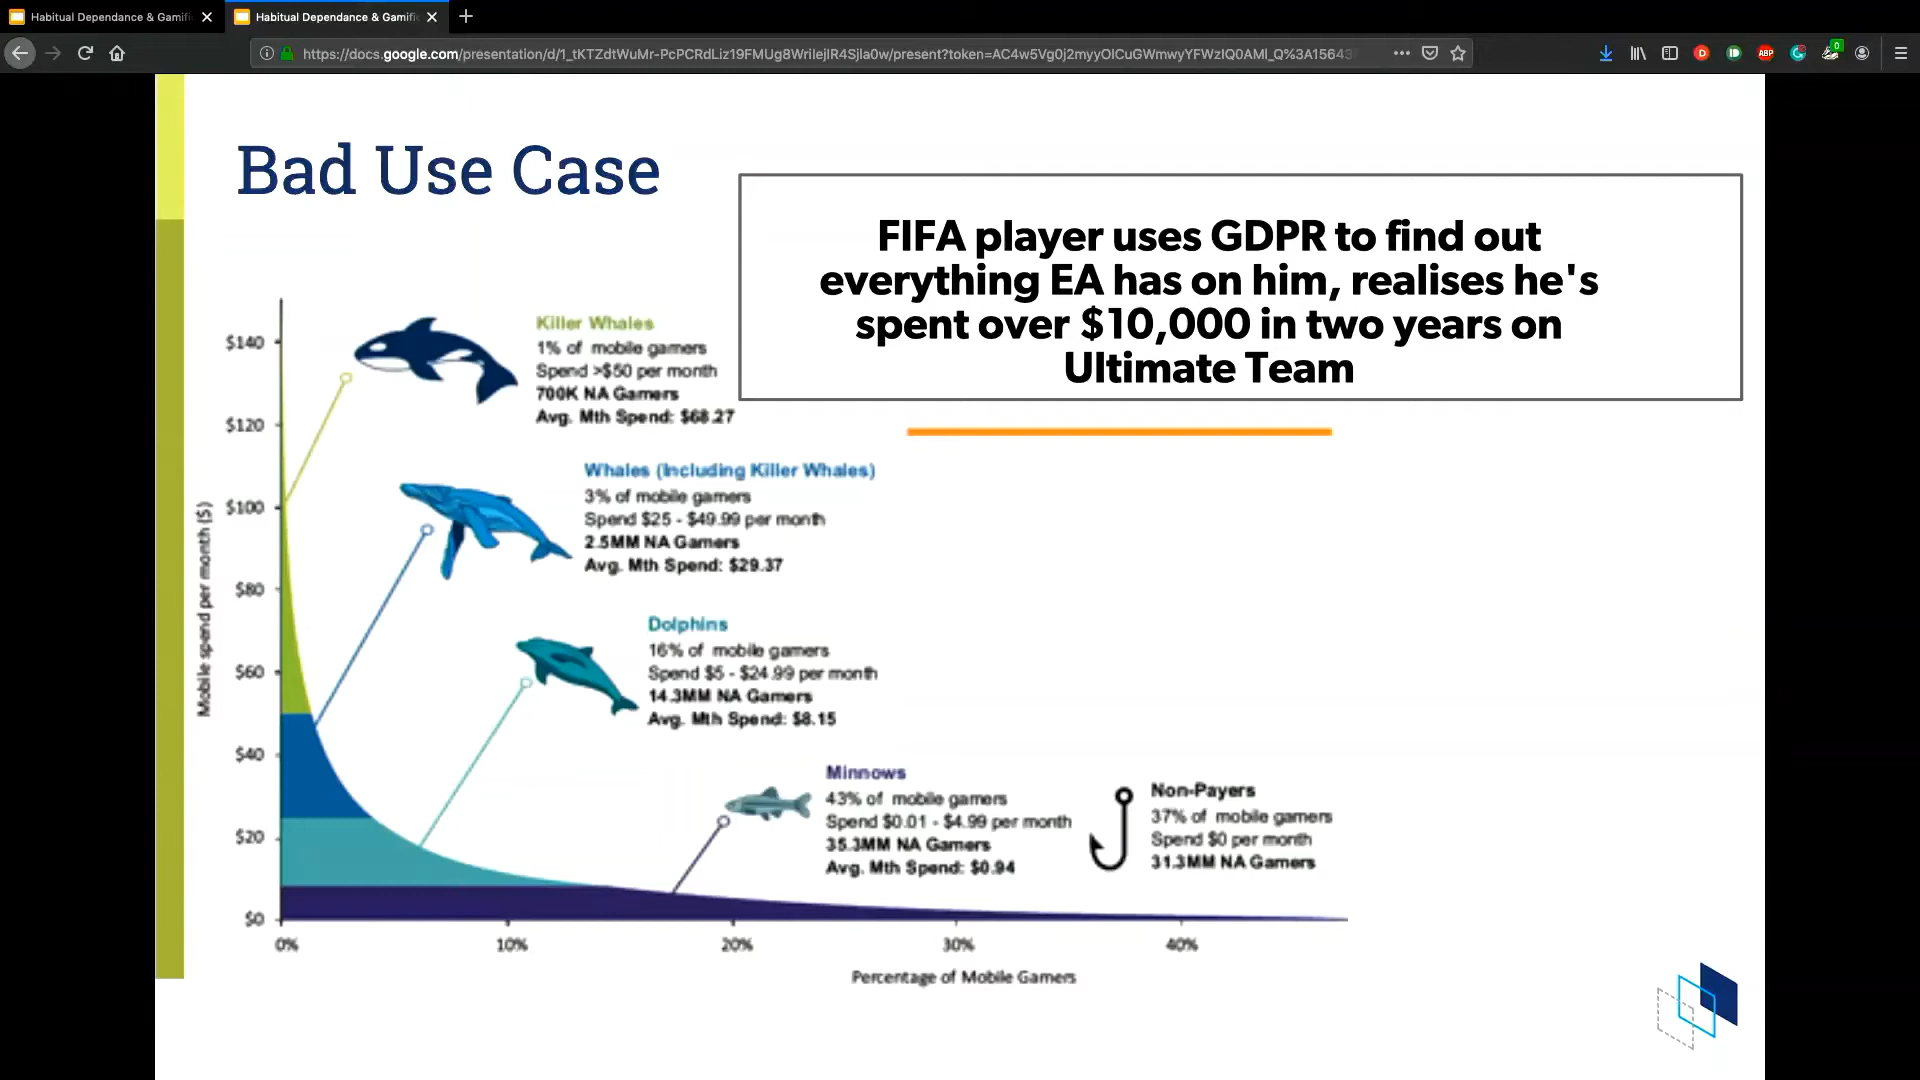 Habitual Dependance & Gamifi
Habitual Dependance & Gamific
https://docs.google.com/presentation/d/1_tKTZdtWuMr-PcPCRdLiz19FMUg8WrilejlR4Sjla0w/present?token=AC4w5Vg0j2myyOlCuGWmwyYFWzIQ0AMl_Q%3A15643
ABP
0
Bad Use Case
FIFA player uses GDPR to find out
everything EA has on him, realises he's
spent over $10,000 in two years on
Ultimate Team
Killer Whales
1% of mobile gamers
Spend >$50 per month
700K NA Gamers
Avg. Mth Spend: $68.27
Whales (Including Killer Whales)
3% of mobile gamers
Spend $25 - $49.99 per month
2.5MM NA Gamers
Avg. Mth Spend: $29.37
Dolphins
16% of mobile gamers
Spend $5 - $24.99 per month
14.3MM NA Gamers
Avg. Mth Spend: $8.15
Minnows
43% of mobile gamers
Spend $0.01 - $4.99 per month
35.3MM NA Gamers
Avg. Mth Spend: $0.94
Non-Payers
37% of mobile gamers
Spend $0 per month
31.3MM NA Gamers
Mobile spend per month ($)
$140
$120
$100
$80
$60
$40
$20
$0
0%
10%
20%
30%
40%
Percentage of Mobile Gamers